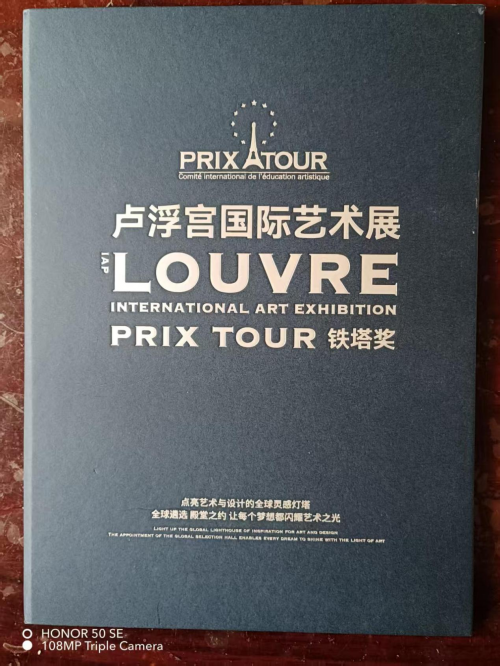 PRIX TOUR
Comité international de l'éducation artistique
卢浮宫国际艺术展
IAP
LOUVRE
INTERNATIONAL ART EXHIBITION
PRIX TOUR 铁塔奖
点亮艺术与设计的全球灵感灯塔
全球遴选 殿堂之约 让每个梦想都闪耀艺术之光
LIGHT UP THE GLOBAL LIGHTHOUSE OF INSPIRATION FOR ART AND DESIGN
THE APPOINTMENT OF THE GLOBAL SELECTION HALL ENABLES EVERY DREAM TO SHINE WITH THE LIGHT OF ART
HONOR 50 SE
108MP Triple Camera